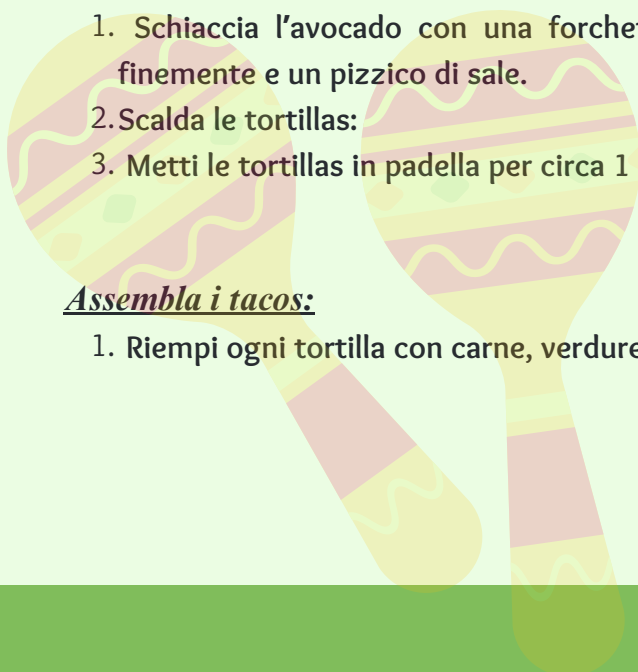 1. Schiaccia l'avocado con una
finemente e un pizzico di sale.
2. Scalda le tortillas:
3. Metti le tortillas in padella per circa 1
Assembla i tacos:
1. Riempi ogni tortilla con carne, verdure